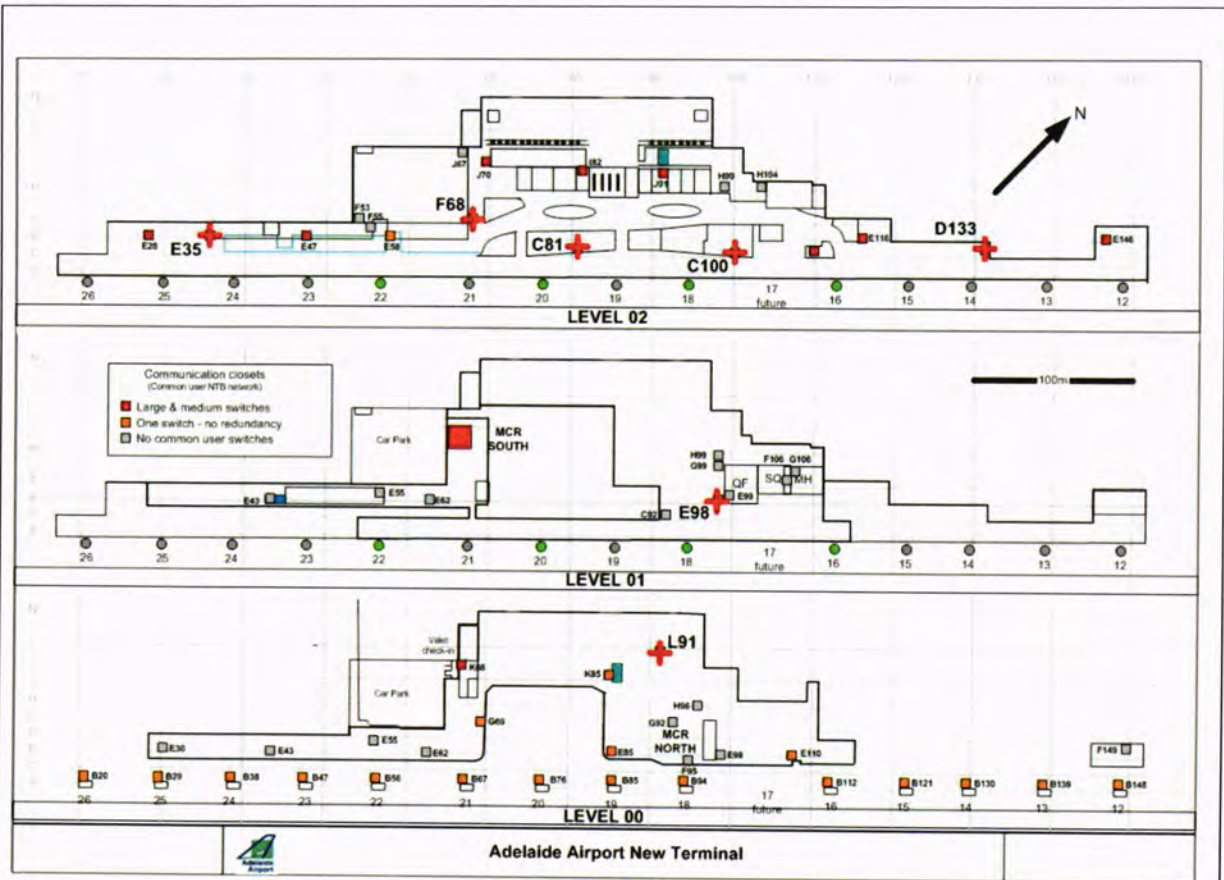 N
J67
J70
J82
J91
H99
H104
F53
F55
F68
E28
E35
E47
E58
C81
C100
E116
D133
E146
26 25 24 23 22 21 20 19 18 17 future 16 15 14 13 12
LEVEL 02
Communication closets
(Common user NTB network)
Large & medium switches
One switch - no redundancy
No common user switches
Car Park
MCR SOUTH
100m
H99
G99
F106 G106
QF
SQ
MH
E43
E55
E62
C92
E98
E99
26 25 24 23 22 21 20 19 18 17 future 16 15 14 13 12
LEVEL 01
Valet check-in
K68
Car Park
K85
L91
G69
H96
G92
MCR NORTH
E30
E43
E55
E62
E85
F95
E98
E110
F149
B20 B29 B38 B47 B56 B67 B76 B85 B94 B112 B121 B130 B139 B148
26 25 24 23 22 21 20 19 18 17 future 16 15 14 13 12
LEVEL 00
Adelaide Airport
Adelaide Airport New Terminal